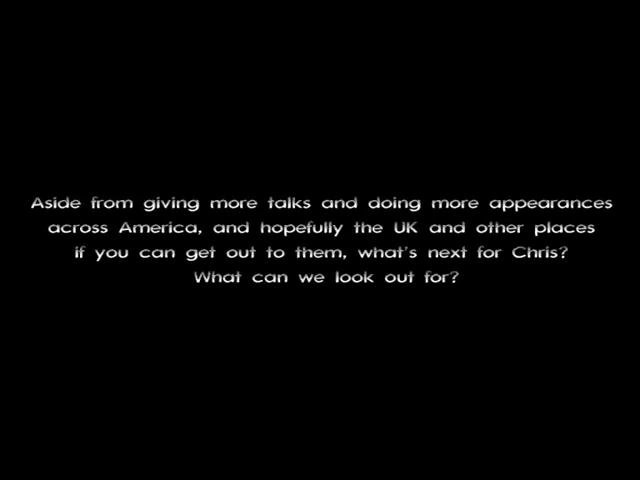 Aside from giving more talks and doing more appearances
across America, and hopefully the UK and other places
if you can get out to them, what's next for Chris?
What can we look out for?